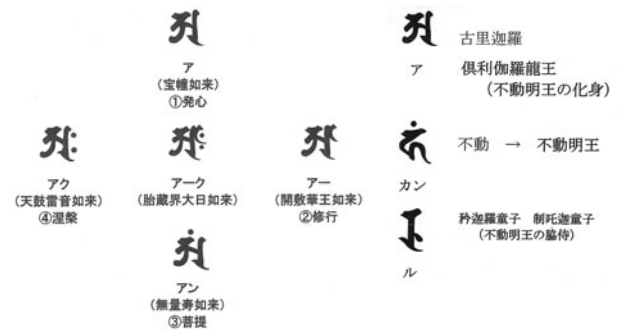 ア
(宝幢如来)
①発心
アク
(天鼓雷音如来)
④涅槃
アーク
(胎蔵界大日如来)
アー
(開敷華王如来)
②修行
アン
(無量寿如来)
③菩提
ア
古里迦羅
倶利伽羅龍王
(不動明王の化身)
カン
不動 → 不動明王
ル
矜迦羅童子 制吒迦童子
(不動明王の脇侍)